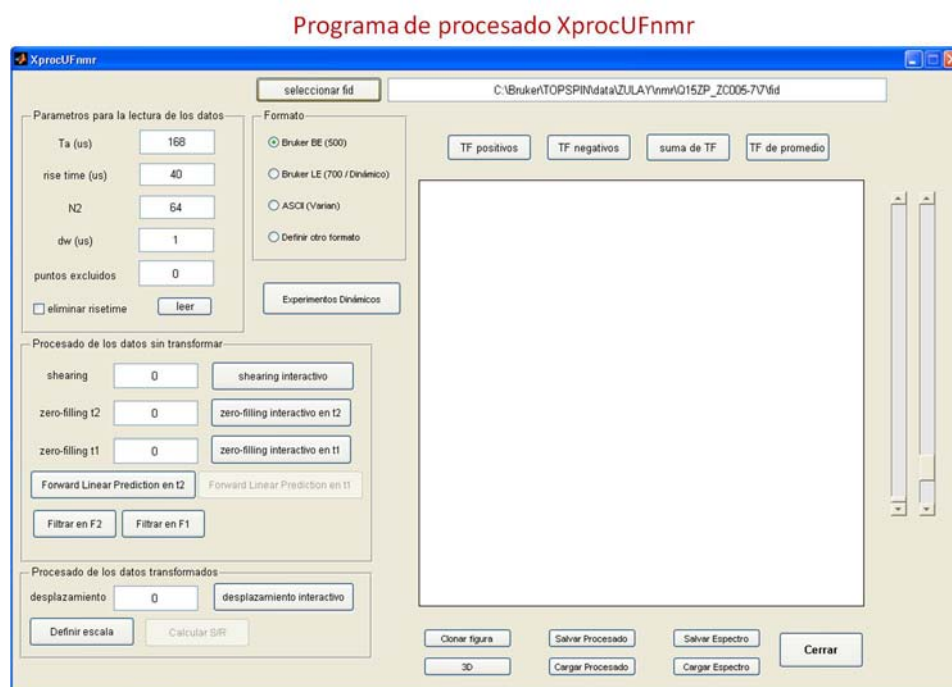 Programa de procesado XprocUFnmr
XprocUFnmr
seleccionar fid
C:\Bruker\TOPSPIN\data\ZULAY\nmr\Q15ZP_ZC005-7\7\fid
Parametros para la lectura de los datos
Ta (us) 168
rise time (us) 40
N2 64
dw (us) 1
puntos excluidos 0
eliminar risetime leer
Formato
Bruker BE (500)
Bruker LE (700 / Dinámico)
ASCII (Varian)
Definir otro formato
Experimentos Dinámicos
TF positivos TF negativos suma de TF TF de promedio
Procesado de los datos sin transformar
shearing 0 shearing interactivo
zero-filling t2 0 zero-filling interactivo en t2
zero-filling t1 0 zero-filling interactivo en t1
Forward Linear Prediction en t2 Forward Linear Prediction en t1
Filtrar en F2 Filtrar en F1
Procesado de los datos transformados
desplazamiento 0 desplazamiento interactivo
Definir escala Calcular S/R
Clonar figura Salvar Procesado Salvar Espectro
3D Cargar Procesado Cargar Espectro
Cerrar